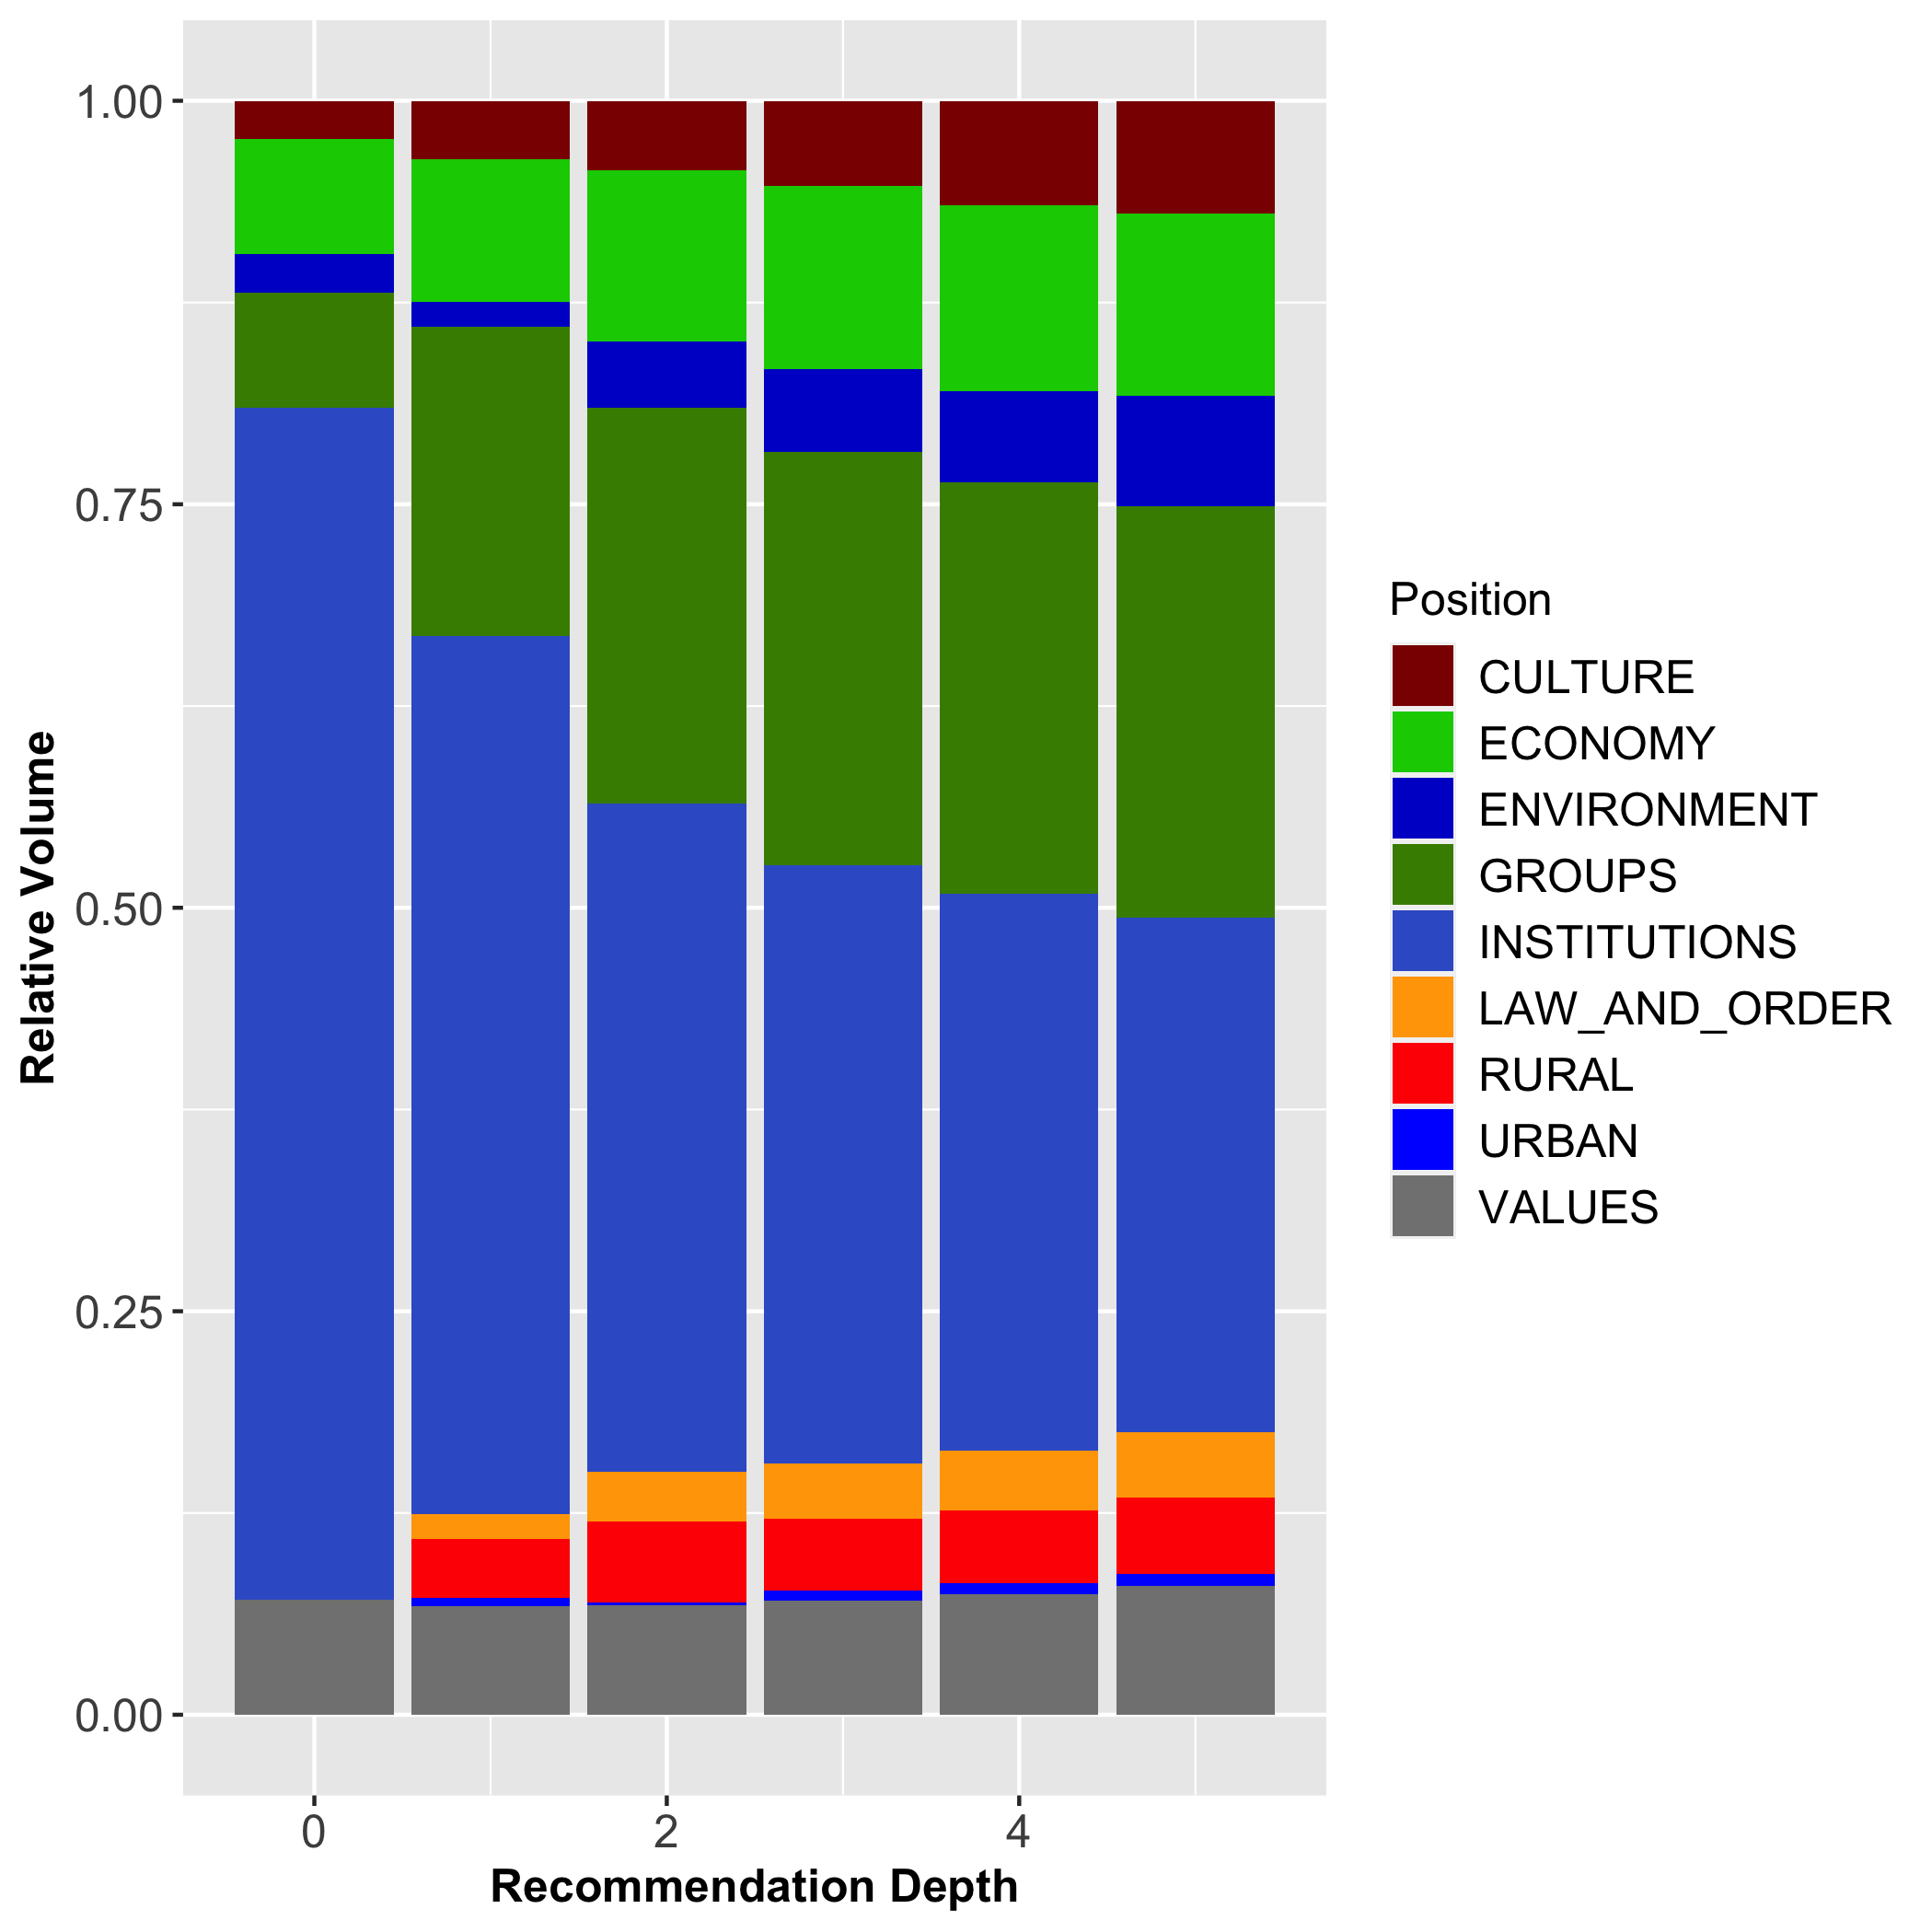 1.00
0.75
0.50
0.25
0.00
Relative Volume
0 2 4
Recommendation Depth
Position
CULTURE
ECONOMY
ENVIRONMENT
GROUPS
INSTITUTIONS
LAW_AND_ORDER
RURAL
URBAN
VALUES